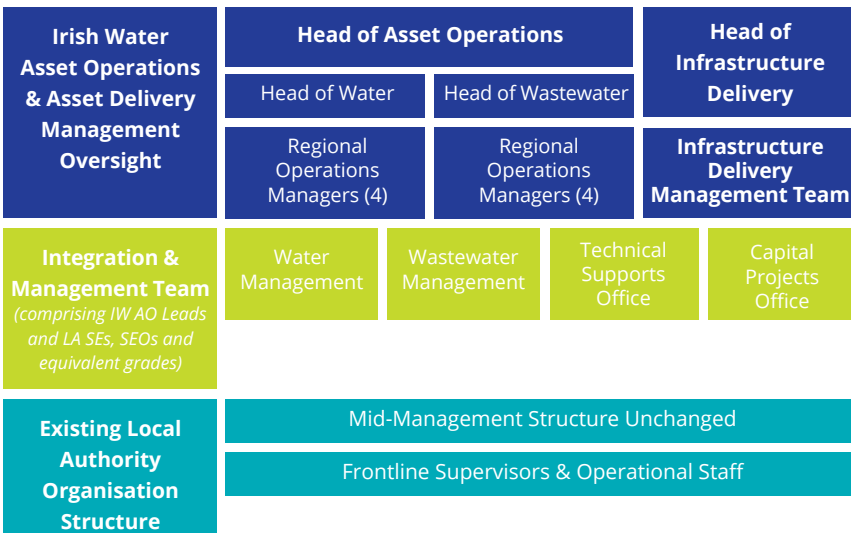 Irish Water
Asset Operations
& Asset Delivery
Management
Oversight
Head of Asset Operations
Head of
Infrastructure
Delivery
Head of Water
Head of Wastewater
Regional
Operations
Managers (4)
Regional
Operations
Managers (4)
Infrastructure
Delivery
Management Team
Integration &
Management Team
(comprising IW AO Leads
and LA SEs, SEOs and
equivalent grades)
Water
Management
Wastewater
Management
Technical
Supports
Office
Capital
Projects
Office
Existing Local
Authority
Organisation
Structure
Mid-Management Structure Unchanged
Frontline Supervisors & Operational Staff